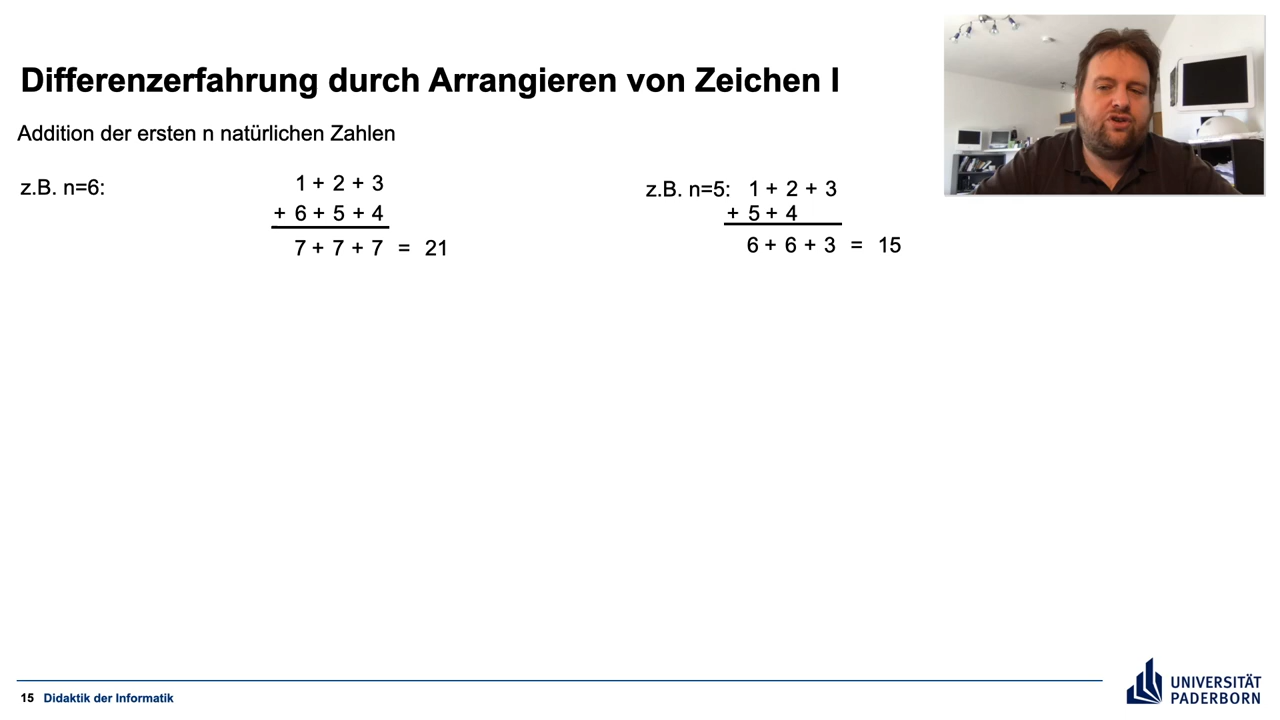 Differenzerfahrung durch Arrangieren von Zeichen I
Addition der ersten n natürlichen Zahlen
z.B. n=6:
1 + 2 + 3
+ 6 + 5 + 4
7 + 7 + 7 = 21
z.B. n=5: 1 + 2 + 3
+ 5 + 4
6 + 6 + 3 = 15
15 Didaktik der Informatik
UNIVERSITÄT
PADERBORN